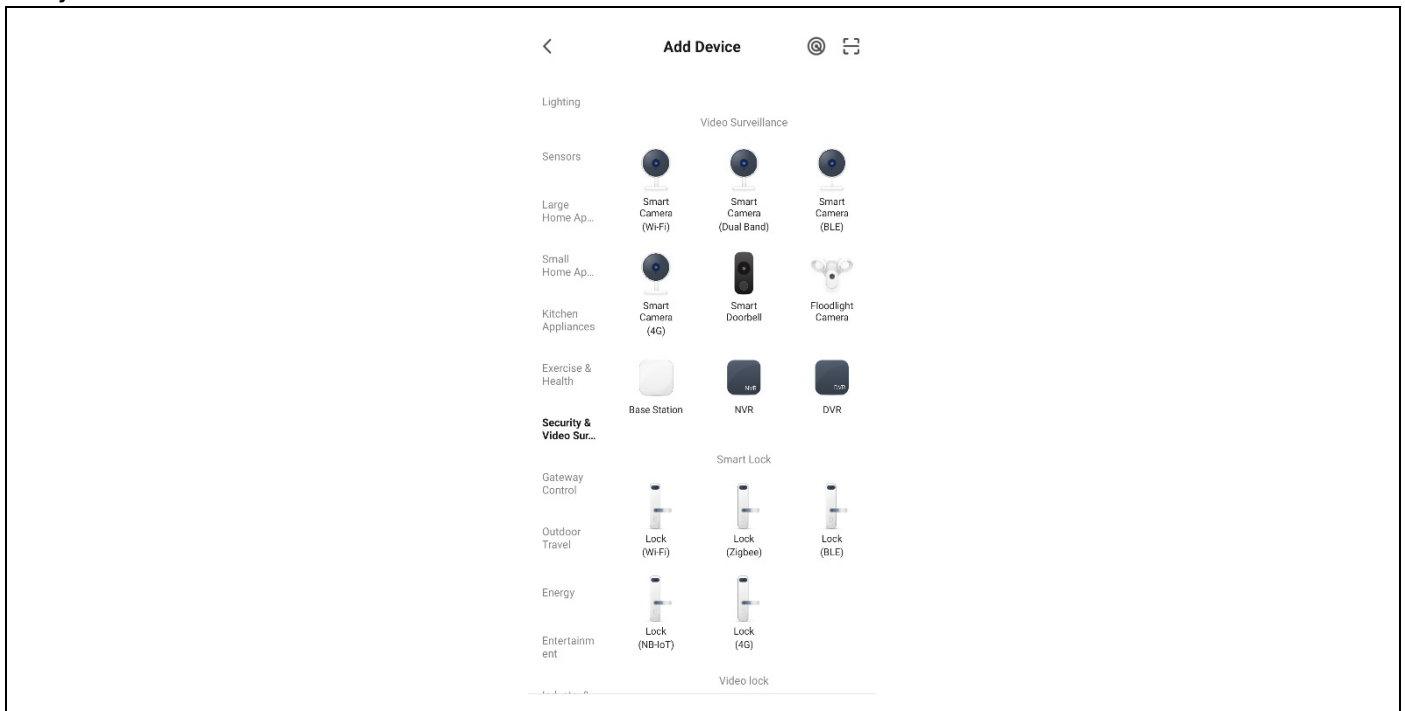 Add Device
Lighting
Sensors
Large
Home Ap...
Small
Home Ap...
Kitchen
Appliances
Exercise &
Health
Security &
Video Sur...
Gateway
Control
Outdoor
Travel
Energy
Entertainm
ent
Video Surveillance
Smart
Camera
(Wi-Fi)
Smart
Camera
(Dual Band)
Smart
Camera
(BLE)
Smart
Camera
(4G)
Smart
Doorbell
Floodlight
Camera
Base Station
NVR
NVR
DVR
DVR
Smart Lock
Lock
(Wi-Fi)
Lock
(Zigbee)
Lock
(BLE)
Lock
(NB-IoT)
Lock
(4G)
Video lock